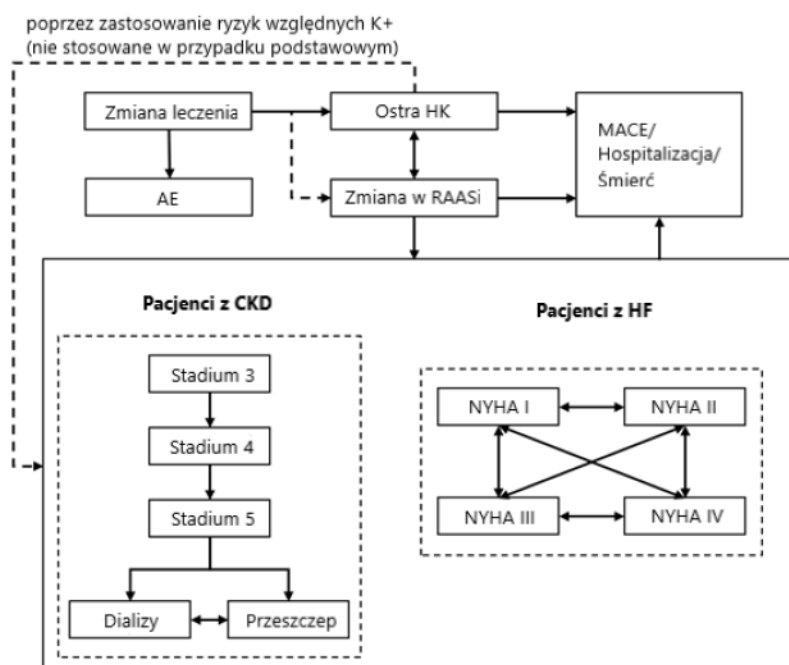 poprzez zastosowanie ryzyk względnych K+
(nie stosowane w przypadku podstawowym)
Zmiana leczenia
Ostra HK
MACE/
Hospitalizacja/
Śmierć
AE
Zmiana w RAASi
Pacjenci z CKD
Pacjenci z HF
Stadium 3
Stadium 4
Stadium 5
Dializy
Przeszczep
NYHA I
NYHA II
NYHA III
NYHA IV